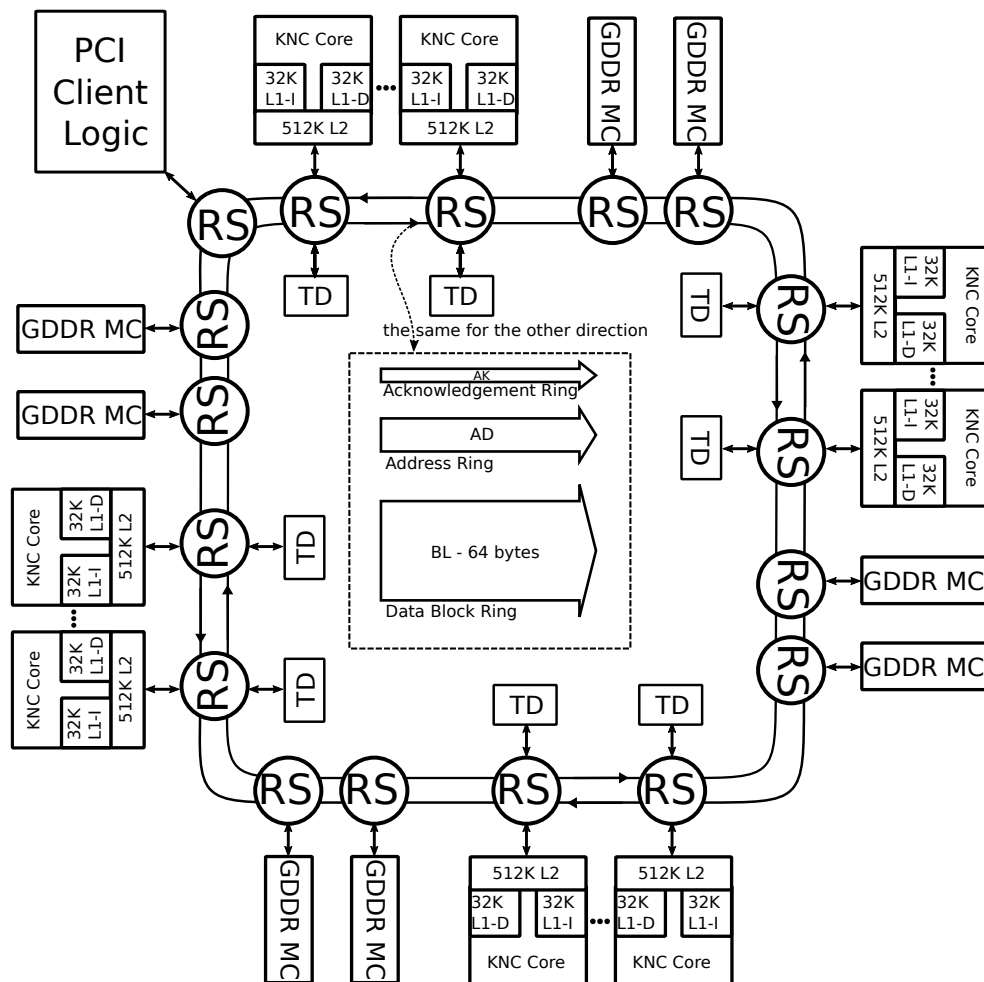 PCI
Client
Logic
KNC Core
32K
L1-I
32K
L1-D
512K L2
KNC Core
32K
L1-I
32K
L1-D
512K L2
GDDR MC
GDDR MC
RS
RS
RS
RS
RS
TD
TD
the same for the other direction
AK
Acknowledgement Ring
AD
Address Ring
BL - 64 bytes
Data Block Ring
GDDR MC
RS
GDDR MC
RS
KNC Core
32K
L1-D
32K
L1-I
512K L2
RS
TD
KNC Core
32K
L1-D
32K
L1-I
512K L2
RS
TD
TD
RS
512K L2
32K
L1-I
32K
L1-D
KNC Core
TD
RS
512K L2
32K
L1-I
32K
L1-D
KNC Core
RS
GDDR MC
RS
GDDR MC
TD
TD
RS
RS
RS
RS
GDDR MC
GDDR MC
512K L2
32K
L1-D
32K
L1-I
KNC Core
512K L2
32K
L1-D
32K
L1-I
KNC Core